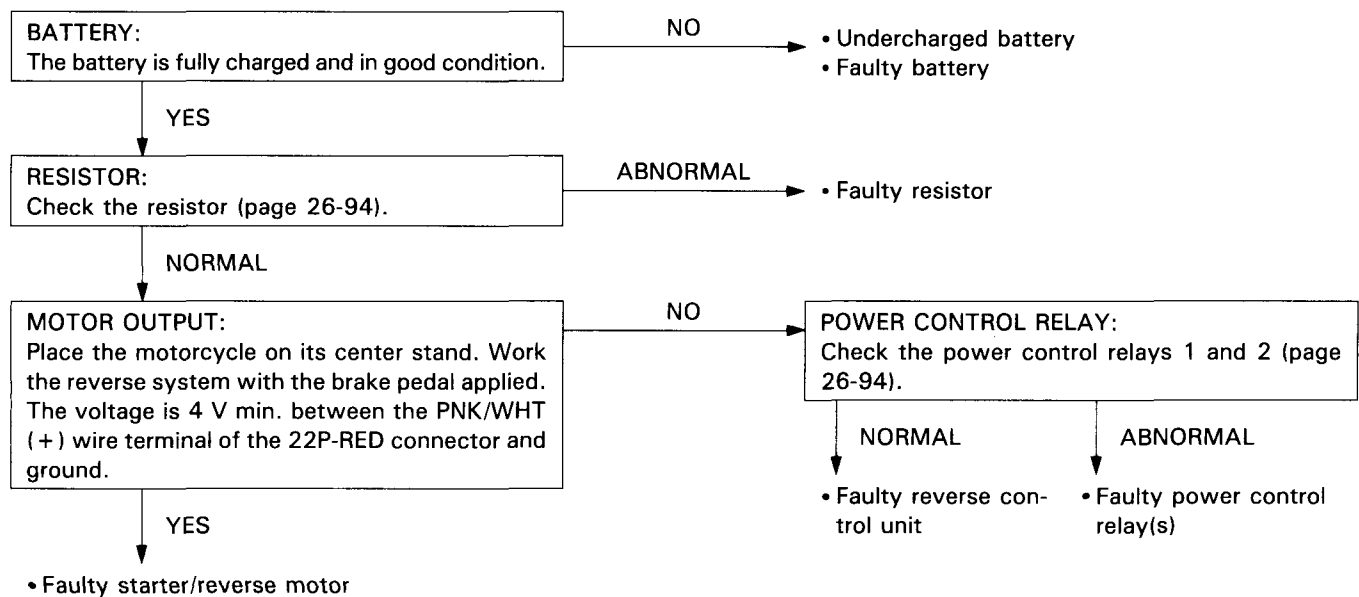 BATTERY:
The battery is fully charged and in good condition.
NO
• Undercharged battery
• Faulty battery
YES
RESISTOR:
Check the resistor (page 26-94).
ABNORMAL
• Faulty resistor
NORMAL
MOTOR OUTPUT:
Place the motorcycle on its center stand. Work
the reverse system with the brake pedal applied.
The voltage is 4 V min. between the PNK/WHT
(+) wire terminal of the 22P-RED connector and
ground.
NO
POWER CONTROL RELAY:
Check the power control relays 1 and 2 (page
26-94).
NORMAL
ABNORMAL
• Faulty reverse con-
trol unit
• Faulty power control
relay(s)
YES
• Faulty starter/reverse motor